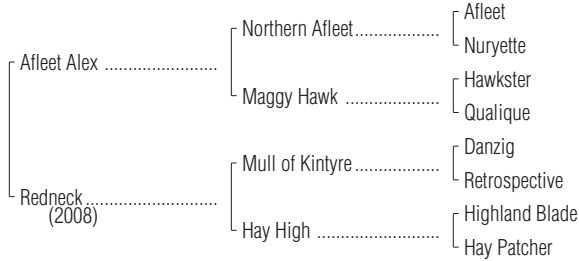 Afleet
Northern Afleet....................
Nuryette
Afleet Alex ...........................
Hawkster
Maggy Hawk ......................
Qualique
Danzig
Mull of Kintyre....................
Retrospective
Redneck................................
(2008)
Highland Blade
Hay High .............................
Hay Patcher